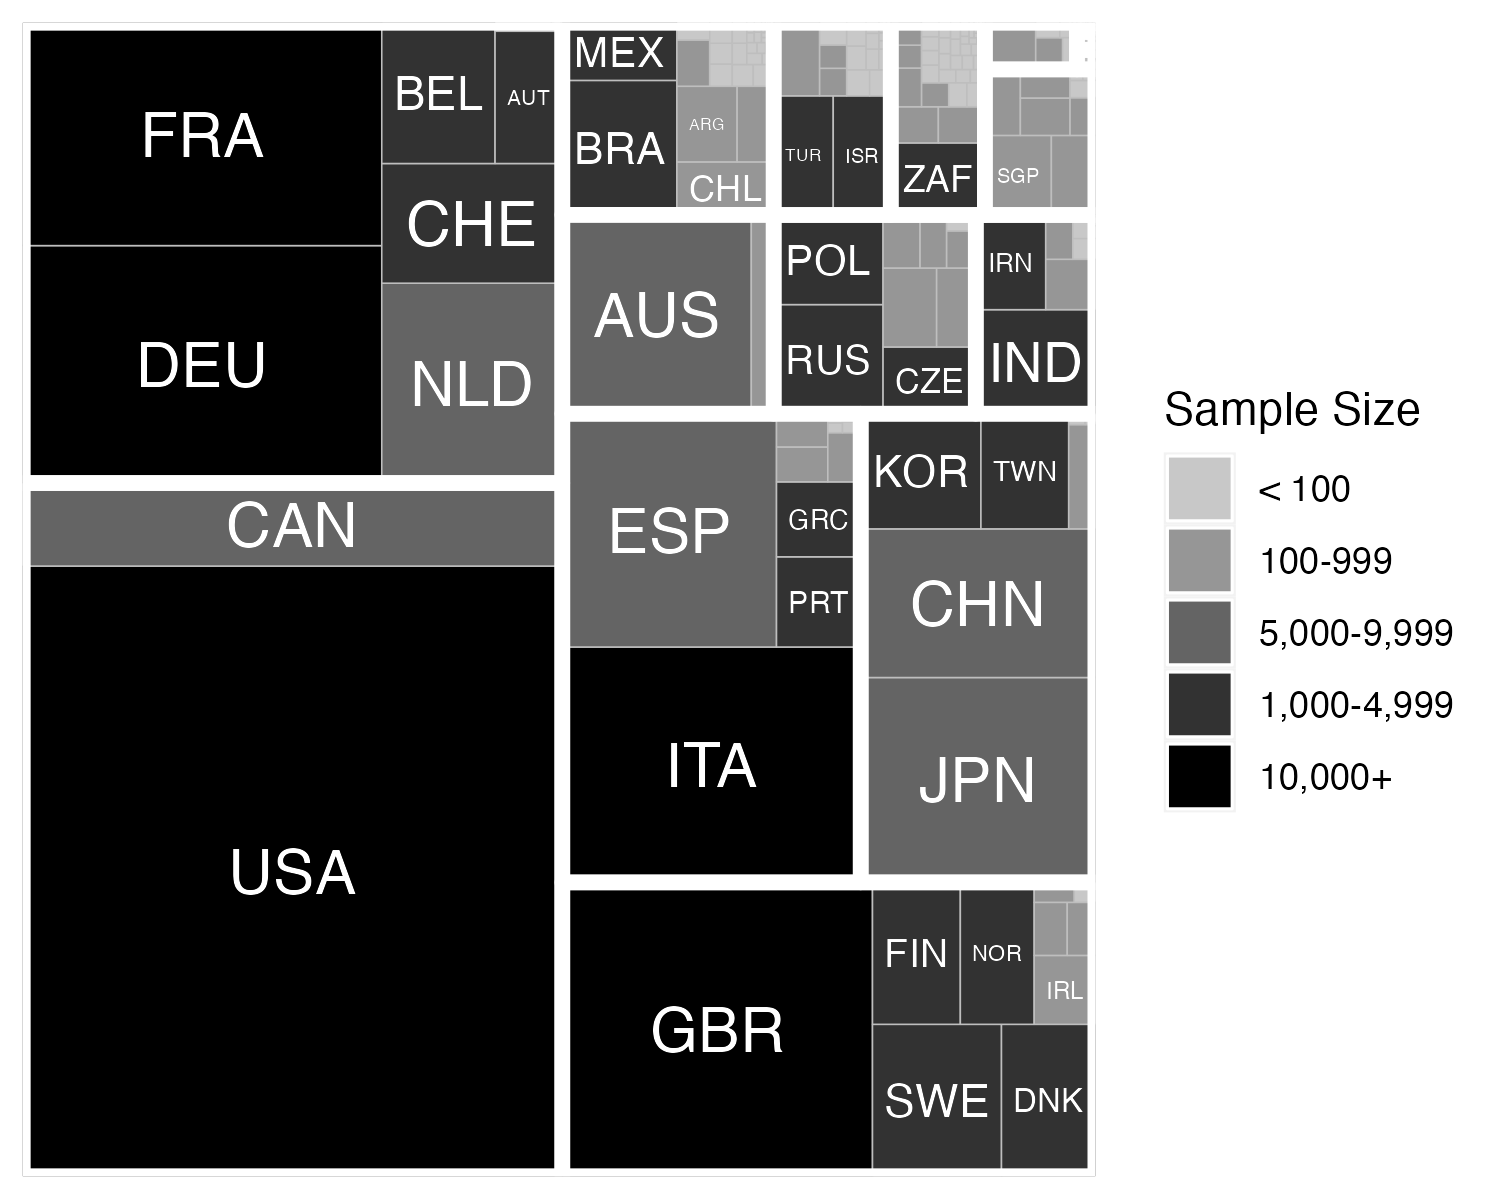 FRA
DEU
BEL
AUT
CHE
NLD
CAN
USA
MEX
BRA
ARG
CHL
TUR
ISR
ZAF
SGP
AUS
POL
RUS
CZE
IRN
IND
ESP
GRC
PRT
ITA
KOR
TWN
CHN
JPN
GBR
FIN
NOR
IRL
SWE
DNK
Sample Size
< 100
100-999
5,000-9,999
1,000-4,999
10,000+